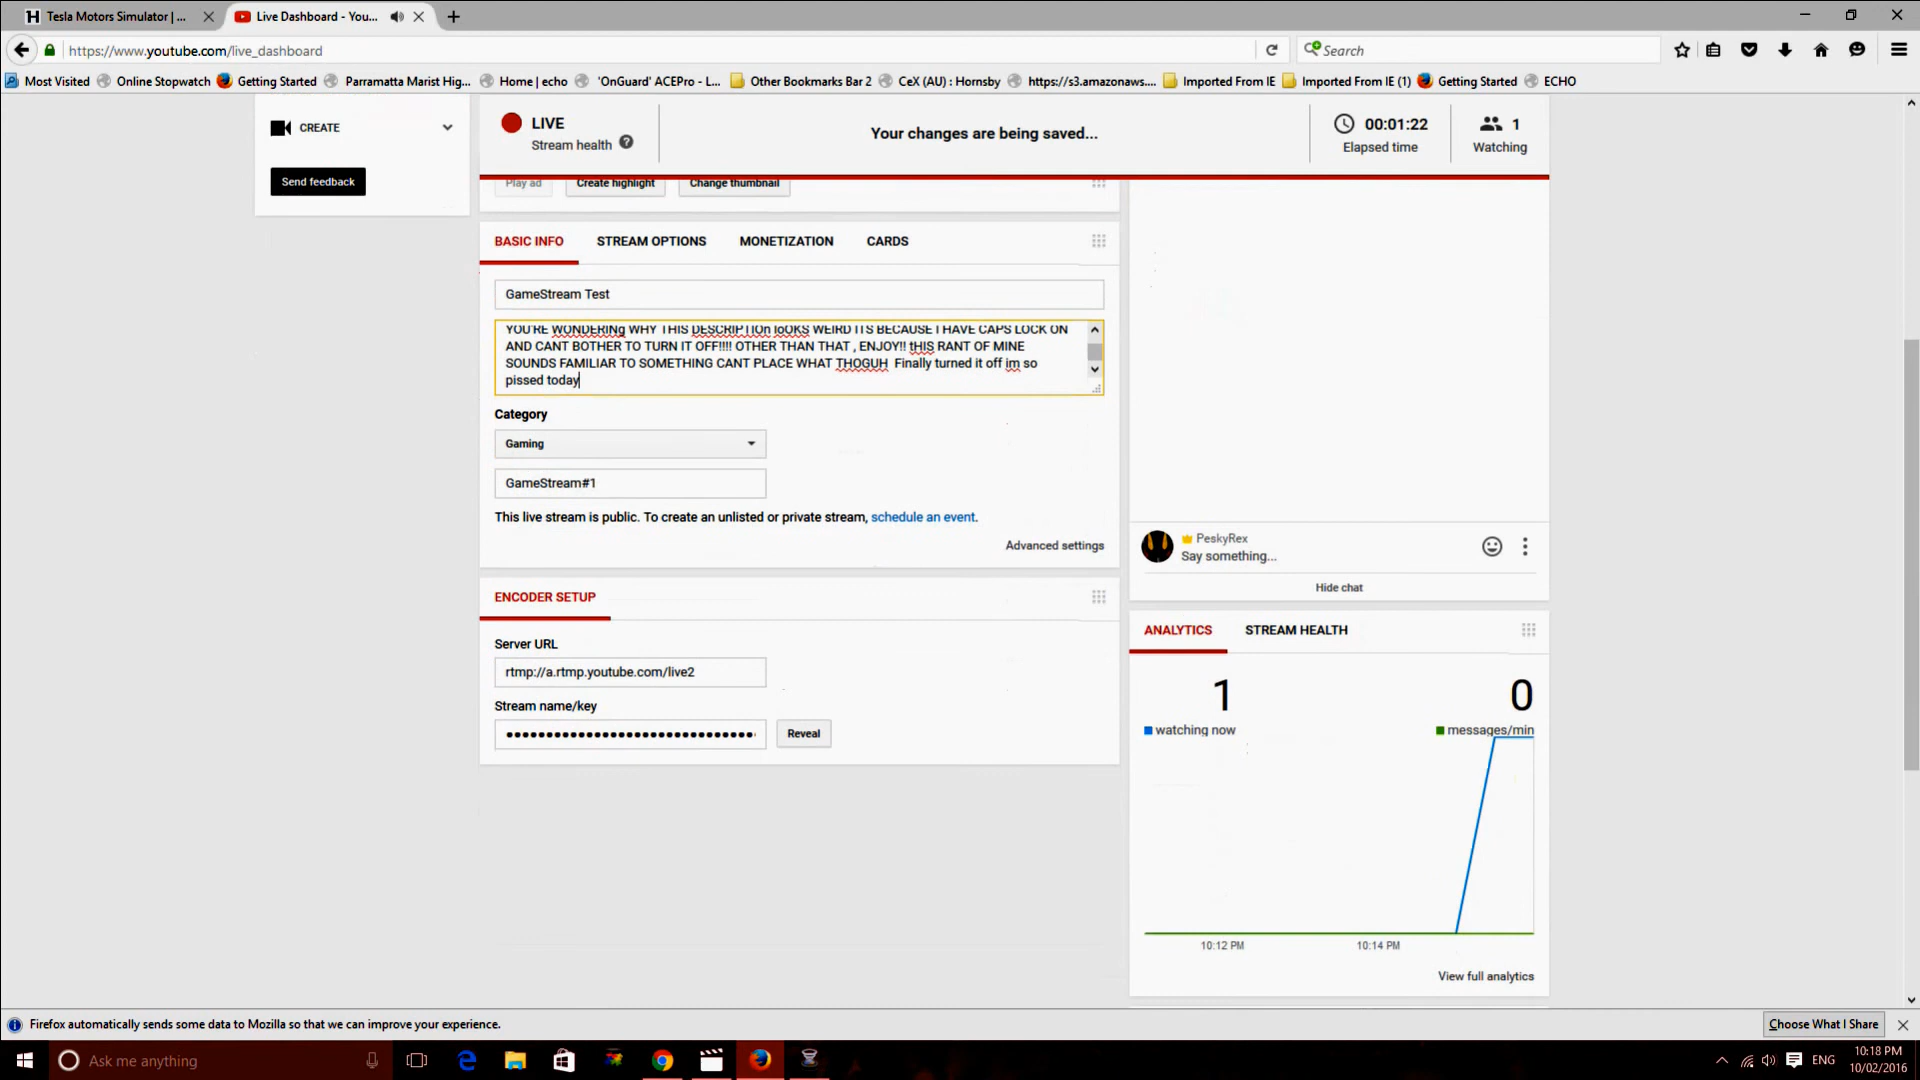 Tesla Motors Simulator | ...
Live Dashboard - You...
https://www.youtube.com/live_dashboard
Search
Most Visited
Online Stopwatch
Getting Started
Parramatta Marist Hig...
Home | echo
'OnGuard' ACEPro - L...
Other Bookmarks Bar 2
CeX (AU) : Hornsby
https://s3.amazonaws....
Imported From IE
Imported From IE (1)
Getting Started
ECHO
CREATE
Send feedback
LIVE
Stream health
Your changes are being saved...
00:01:22
Elapsed time
1
Watching
Play ad
Create highlight
Change thumbnail
BASIC INFO
STREAM OPTIONS
MONETIZATION
CARDS
GameStream Test
YOU'RE WONDERINg WHY THIS DESCRIPTIOn loOKS WEIRD ITS BECAUSE I HAVE CAPS LOCK ON
AND CANT BOTHER TO TURN IT OFF!!!! OTHER THAN THAT , ENJOY!! tHIS RANT OF MINE
SOUNDS FAMILIAR TO SOMETHING CANT PLACE WHAT THOGUH  Finally turned it off im so
pissed today
Category
Gaming
GameStream#1
This live stream is public. To create an unlisted or private stream, schedule an event.
Advanced settings
ENCODER SETUP
Server URL
rtmp://a.rtmp.youtube.com/live2
Stream name/key
Reveal
PeskyRex
Say something...
Hide chat
ANALYTICS
STREAM HEALTH
1
0
watching now
messages/min
10:12 PM
10:14 PM
View full analytics
Firefox automatically sends some data to Mozilla so that we can improve your experience.
Choose What I Share
Ask me anything
ENG
10:18 PM
10/02/2016